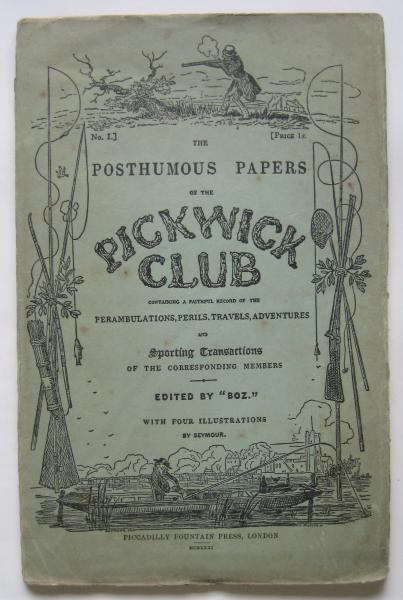 No. I.] [PRICE 1s.
THE
POSTHUMOUS PAPERS
OF THE
PICKWICK
CLUB
CONTAINING A FAITHFUL RECORD OF THE
PERAMBULATIONS, PERILS, TRAVELS, ADVENTURES
AND
Sporting Transactions
OF THE CORRESPONDING MEMBERS
EDITED BY "BOZ."
WITH FOUR ILLUSTRATIONS
BY SEYMOUR.
PICCADILLY FOUNTAIN PRESS, LONDON
MCMXXXI